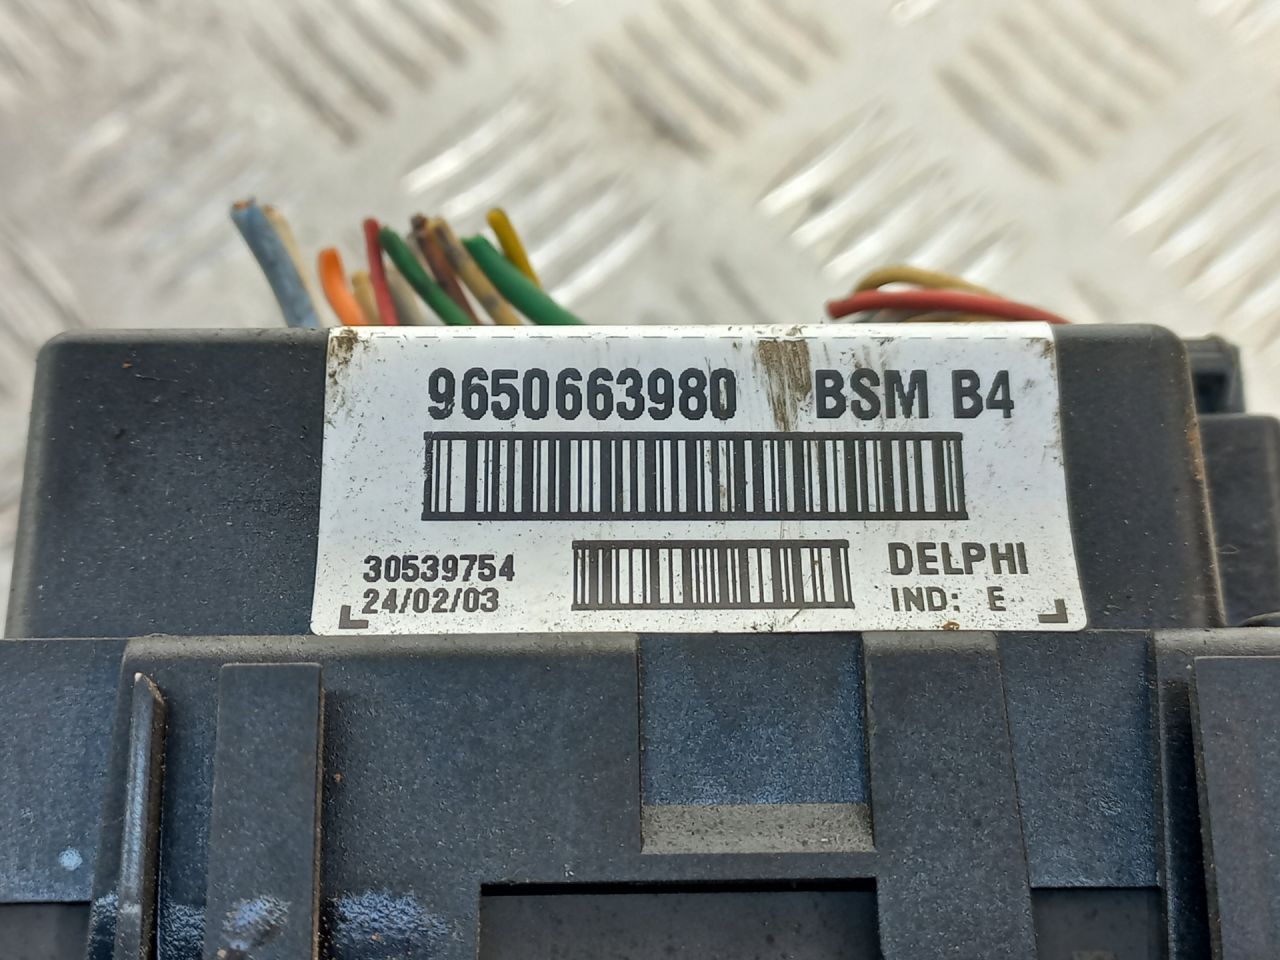 9650663980 BSM B4
30539754 DELPHI
24/02/03 IND: E